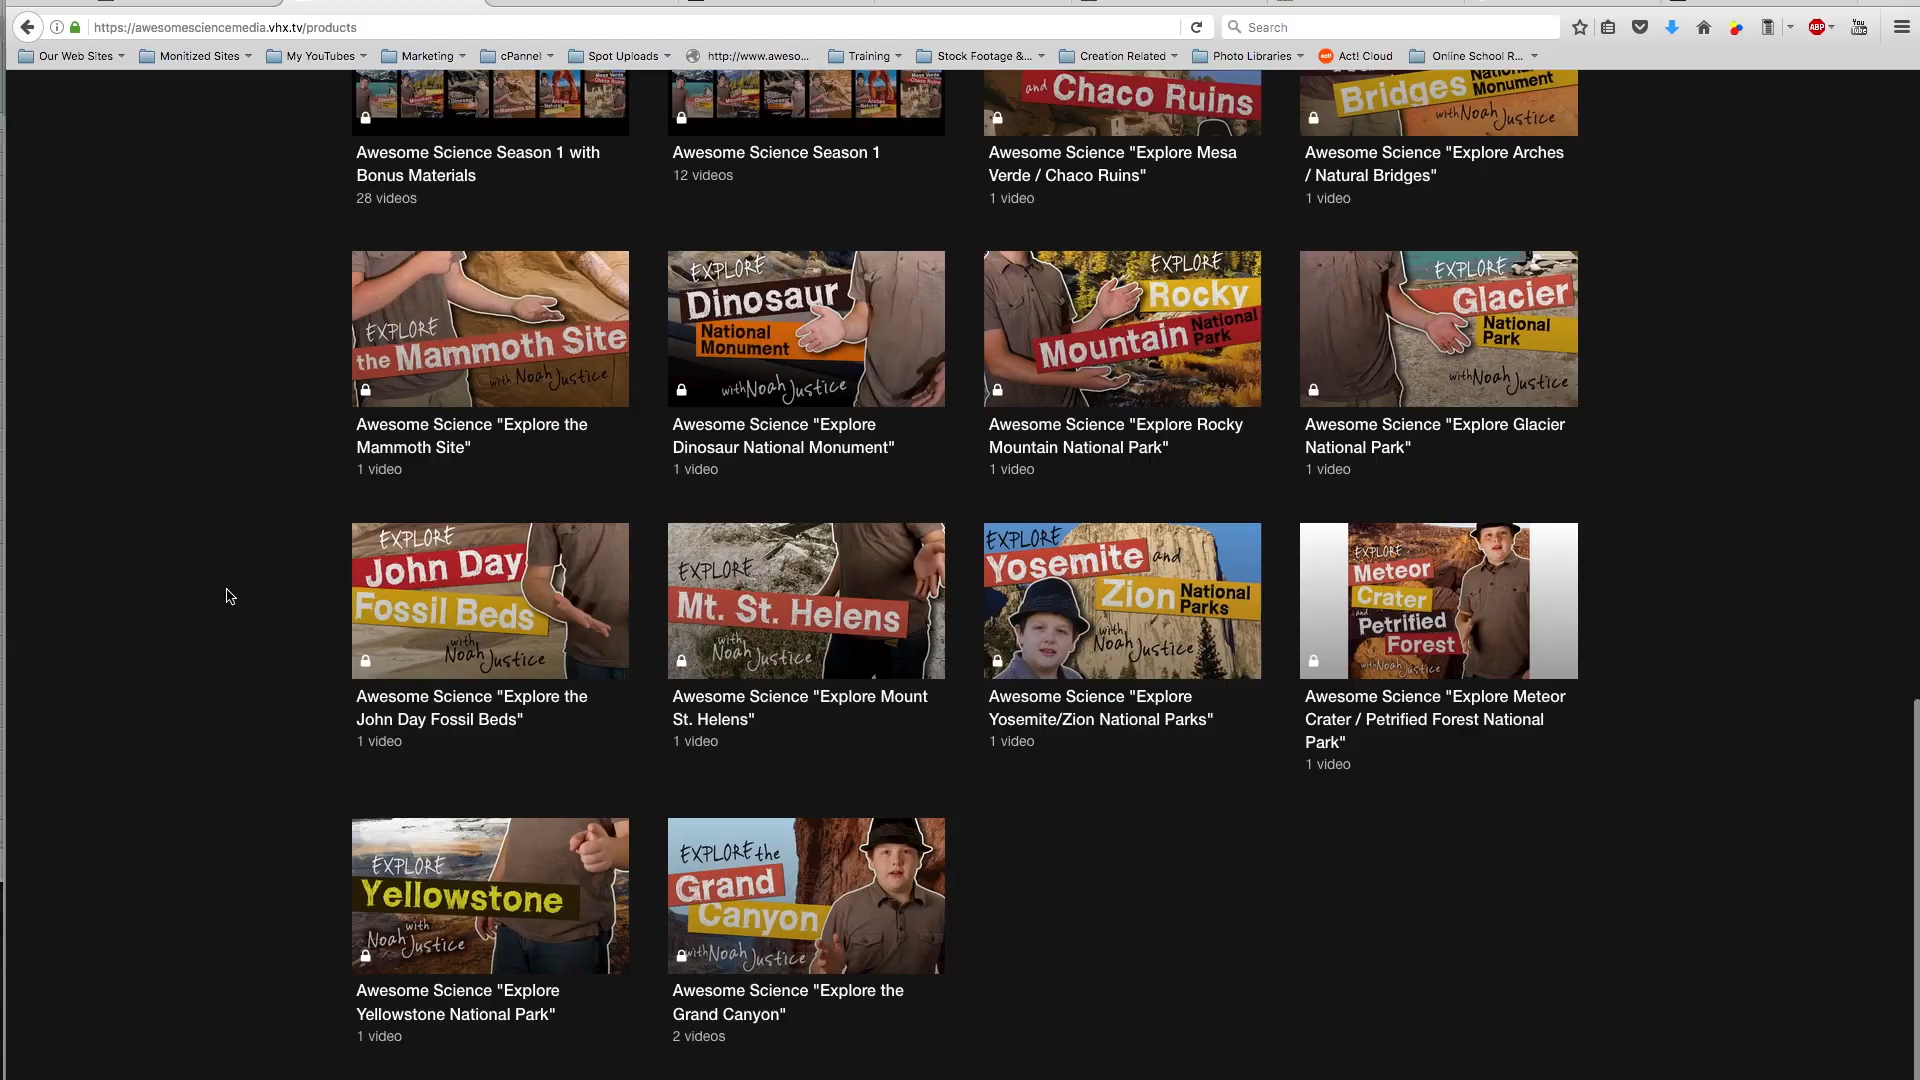 https://awesomesciencemedia.vhx.tv/products
Search
ABP
You Tube
Our Web Sites
Monitized Sites
My YouTubes
Marketing
cPannel
Spot Uploads
http://www.aweso...
Training
Stock Footage &...
Creation Related
Photo Libraries
act!
Act! Cloud
Online School R...
and Chaco Ruins
Bridges National
Monument
with Noah Justice
Awesome Science Season 1 with
Bonus Materials
28 videos
Awesome Science Season 1
12 videos
Awesome Science "Explore Mesa
Verde / Chaco Ruins"
1 video
Awesome Science "Explore Arches
/ Natural Bridges"
1 video
EXPLORE
the Mammoth Site
with Noah Justice
EXPLORE
Dinosaur
National
Monument
with Noah Justice
EXPLORE
Rocky
Mountain National
Park
EXPLORE
Glacier
National
Park
with Noah Justice
Awesome Science "Explore the
Mammoth Site"
1 video
Awesome Science "Explore
Dinosaur National Monument"
1 video
Awesome Science "Explore Rocky
Mountain National Park"
1 video
Awesome Science "Explore Glacier
National Park"
1 video
EXPLORE
John Day
Fossil Beds
with
Noah Justice
EXPLORE
Mt. St. Helens
with
Noah Justice
EXPLORE
Yosemite and
Zion National
Parks
with
Noah Justice
EXPLORE
Meteor
Crater
and
Petrified
Forest
with Noah Justice
Awesome Science "Explore the
John Day Fossil Beds"
1 video
Awesome Science "Explore Mount
St. Helens"
1 video
Awesome Science "Explore
Yosemite/Zion National Parks"
1 video
Awesome Science "Explore Meteor
Crater / Petrified Forest National
Park"
1 video
EXPLORE
Yellowstone
with
Noah Justice
EXPLORE the
Grand
Canyon
with Noah Justice
Awesome Science "Explore
Yellowstone National Park"
1 video
Awesome Science "Explore the
Grand Canyon"
2 videos